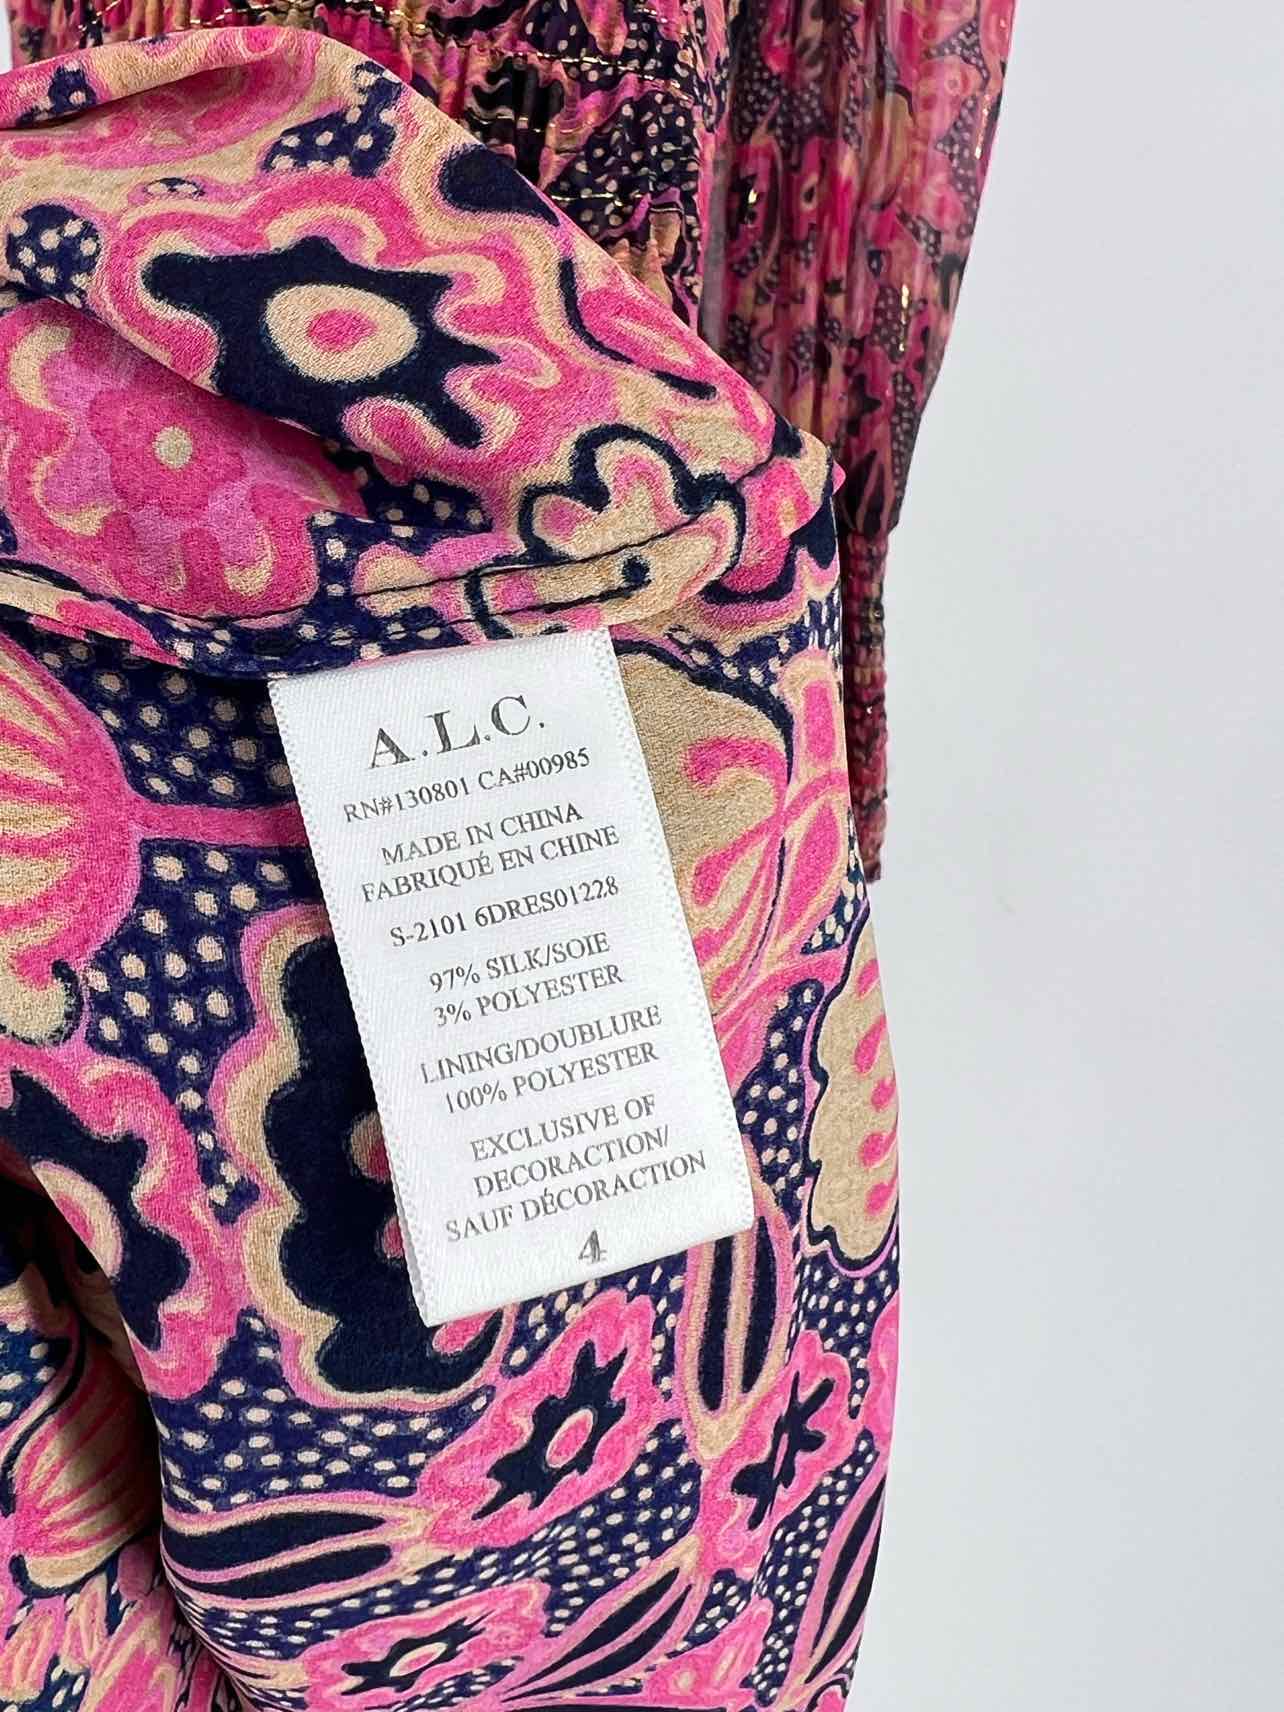 A.L.C.
RN#130801 CA#00985
MADE IN CHINA
FABRIQUÉ EN CHINE
S-2101 6DRES01228
97% SILK/SOIE
3% POLYESTER
LINING/DOUBLURE
100% POLYESTER
EXCLUSIVE OF
DECORACTION/
SAUF DÉCORACTION
4